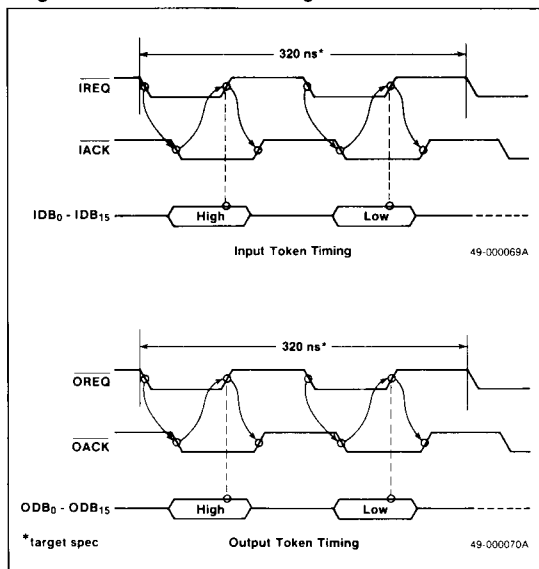 320 ns*
IREQ
IACK
IDB₀ - IDB₁₅
High
Low
Input Token Timing
49-000069A
320 ns*
OREQ
OACK
ODB₀ - ODB₁₅
High
Low
*target spec
Output Token Timing
49-000070A